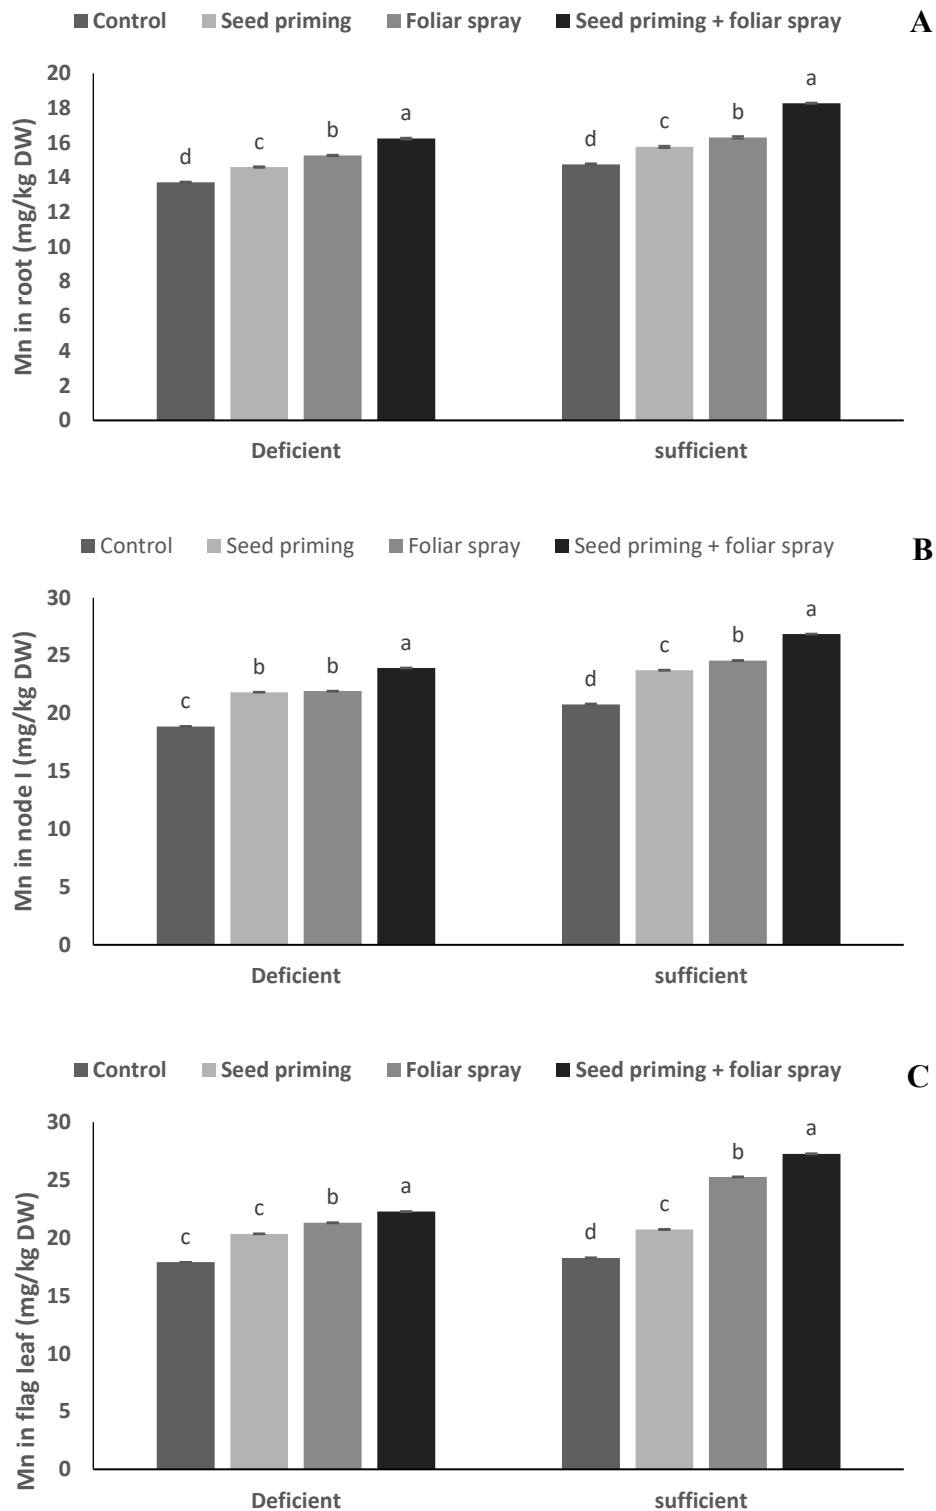 Control Seed priming Foliar spray Seed priming + foliar spray A
Mn in root (mg/kg DW)
20
18
16
14
12
10
8
6
4
2
0
d c b a d c b a
Deficient sufficient
Control Seed priming Foliar spray Seed priming + foliar spray B
Mn in node I (mg/kg DW)
30
25
20
15
10
5
0
c b b a d c b a
Deficient sufficient
Control Seed priming Foliar spray Seed priming + foliar spray C
Mn in flag leaf (mg/kg DW)
30
25
20
15
10
5
0
c c b a d c b a
Deficient sufficient